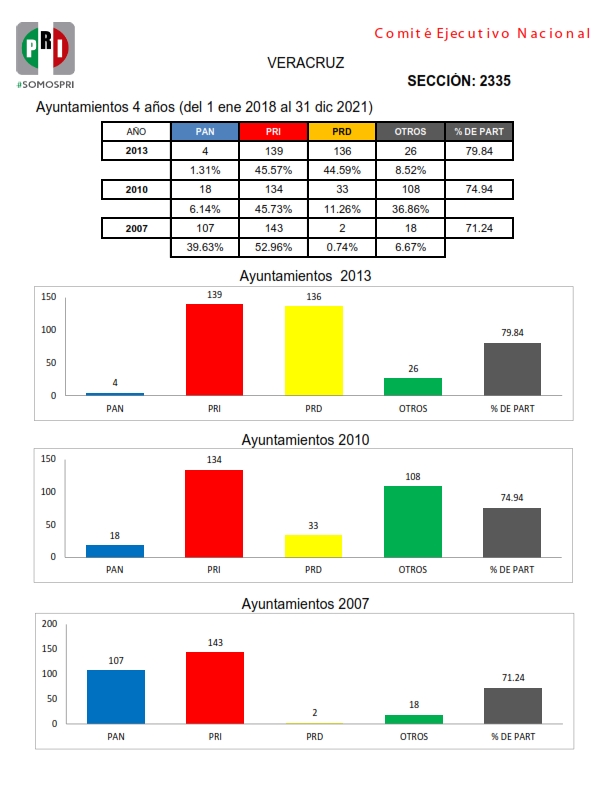 Comité Ejecutivo Nacional
PRI
#SOMOSPRI
VERACRUZ
SECCIÓN: 2335
Ayuntamientos 4 años (del 1 ene 2018 al 31 dic 2021)
AÑO PAN PRI PRD OTROS % DE PART
2013 4 139 136 26 79.84
1.31% 45.57% 44.59% 8.52%
2010 18 134 33 108 74.94
6.14% 45.73% 11.26% 36.86%
2007 107 143 2 18 71.24
39.63% 52.96% 0.74% 6.67%
Ayuntamientos 2013
150
100
50
0
4 139 136 26 79.84
PAN PRI PRD OTROS % DE PART
Ayuntamientos 2010
150
100
50
0
18 134 33 108 74.94
PAN PRI PRD OTROS % DE PART
Ayuntamientos 2007
200
150
100
50
0
107 143 2 18 71.24
PAN PRI PRD OTROS % DE PART